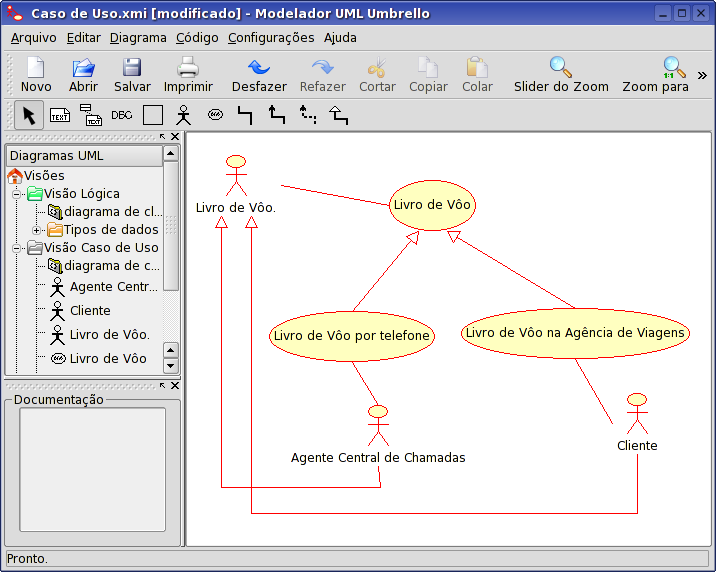 Caso de Uso.xmi [modificado] - Modelador UML Umbrello
Arquivo Editar Diagrama Código Configurações Ajuda
Novo Abrir Salvar Imprimir Desfazer Refazer Cortar Copiar Colar Slider do Zoom Zoom para »
1:1
TEXT TEXT DBC
Diagramas UML
Visões
Visão Lógica
diagrama de cl...
Tipos de dados
Visão Caso de Uso
diagrama de c...
Agente Centr...
Cliente
Livro de Vôo.
Livro de Vôo
Documentação
Livro de Vôo.
Livro de Vôo
Livro de Vôo por telefone
Livro de Vôo na Agência de Viagens
Agente Central de Chamadas
Cliente
Pronto.